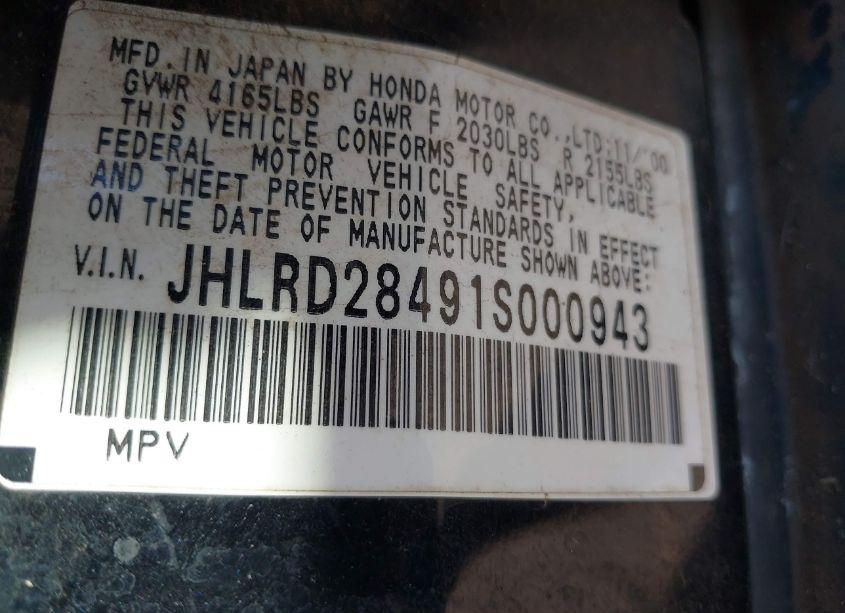 MFD. IN JAPAN BY HONDA MOTOR CO.,LTD:11/'00
GVWR 4165LBS GAWR F 2030LBS R 2155LBS
THIS VEHICLE CONFORMS TO ALL APPLICABLE
FEDERAL MOTOR VEHICLE SAFETY,
AND THEFT PREVENTION STANDARDS IN EFFECT
ON THE DATE OF MANUFACTURE SHOWN ABOVE:
V.I.N. JHLRD28491S000943
MPV